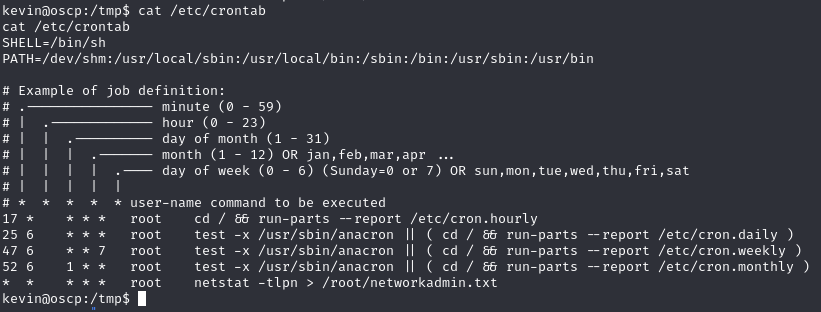 kevin@oscp:/tmp$ cat /etc/crontab
cat /etc/crontab
SHELL=/bin/sh
PATH=/dev/shm:/usr/local/sbin:/usr/local/bin:/sbin:/bin:/usr/sbin:/usr/bin

# Example of job definition:
# .---------------- minute (0 - 59)
# |  .------------- hour (0 - 23)
# |  |  .---------- day of month (1 - 31)
# |  |  |  .------- month (1 - 12) OR jan,feb,mar,apr ...
# |  |  |  |  .---- day of week (0 - 6) (Sunday=0 or 7) OR sun,mon,tue,wed,thu,fri,sat
# |  |  |  |  |
# *  *  *  *  * user-name command to be executed
17 *    * * *   root    cd / && run-parts --report /etc/cron.hourly
25 6    * * *   root    test -x /usr/sbin/anacron || ( cd / && run-parts --report /etc/cron.daily )
47 6    * * 7   root    test -x /usr/sbin/anacron || ( cd / && run-parts --report /etc/cron.weekly )
52 6    1 * *   root    test -x /usr/sbin/anacron || ( cd / && run-parts --report /etc/cron.monthly )
*  *    * * *   root    netstat -tlpn > /root/networkadmin.txt
kevin@oscp:/tmp$